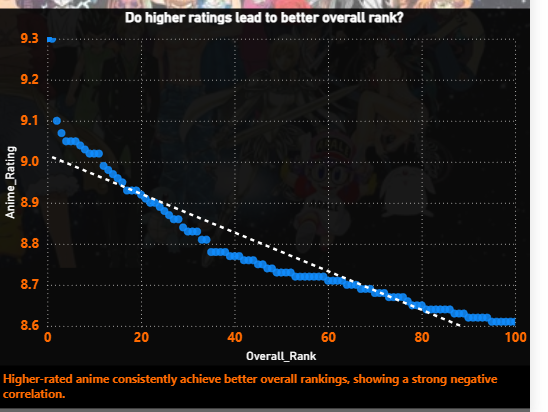 Do higher ratings lead to better overall rank?
9.3
9.2
9.1
9.0
8.9
8.8
8.7
8.6
Anime_Rating
0 20 40 60 80 100
Overall_Rank
Higher-rated anime consistently achieve better overall rankings, showing a strong negative
correlation.